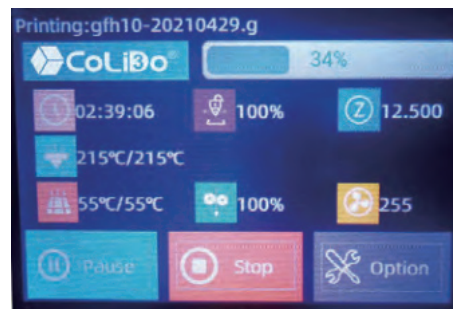 Printing:gfh10-20210429.g
CoLiDo®
34%
02:39:06
100%
Z 12.500
215℃/215℃
55℃/55℃
100%
255
Pause
Stop
Option